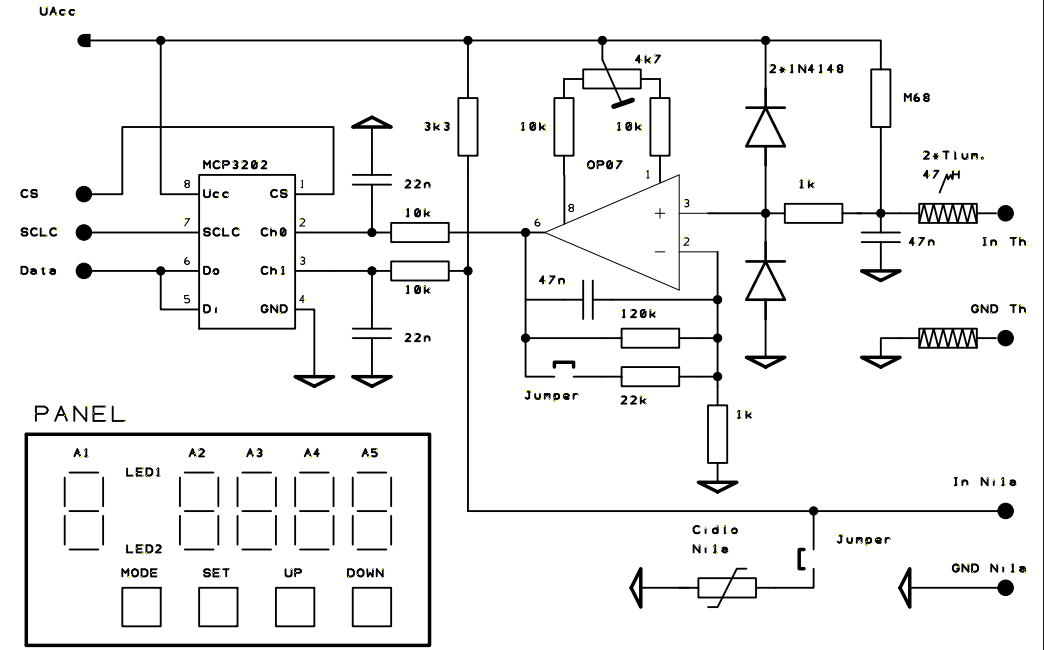 UAcc
4k7
2*1N4148
M68
3k3
10k
10k
OP07
MCP3202
2*Tlum.
47µH
1
8 Ucc CS 1
22n
1k
CS
10k
8
3
7 SCLC Ch0 2
6
+
SCLC
2
47n
In Th
-
6 Do Ch1 3
Data
47n
10k
5 Di GND 4
120k
GND Th
22n
Jumper
22k
1k
PANEL
A1 A2 A3 A4 A5
LED1
In Nila
Cidlo
Nila
Jumper
LED2
GND Nila
MODE SET UP DOWN